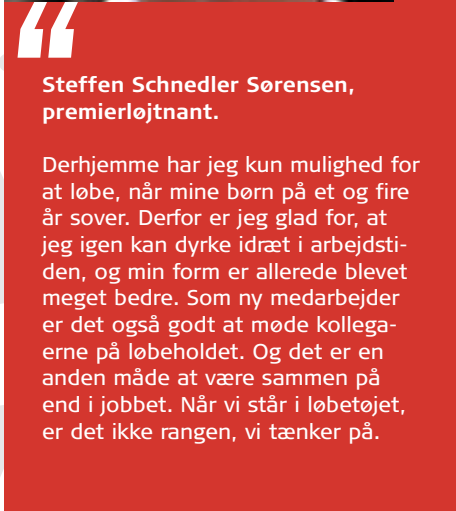 “
Steffen Schnedler Sørensen,
premierløjtnant.
Derhjemme har jeg kun mulighed for
at løbe, når mine børn på et og fire
år sover. Derfor er jeg glad for, at
jeg igen kan dyrke idræt i arbejdsti-
den, og min form er allerede blevet
meget bedre. Som ny medarbejder
er det også godt at møde kollega-
erne på løbeholdet. Og det er en
anden måde at være sammen på
end i jobbet. Når vi står i løbetøjet,
er det ikke rangen, vi tænker på.